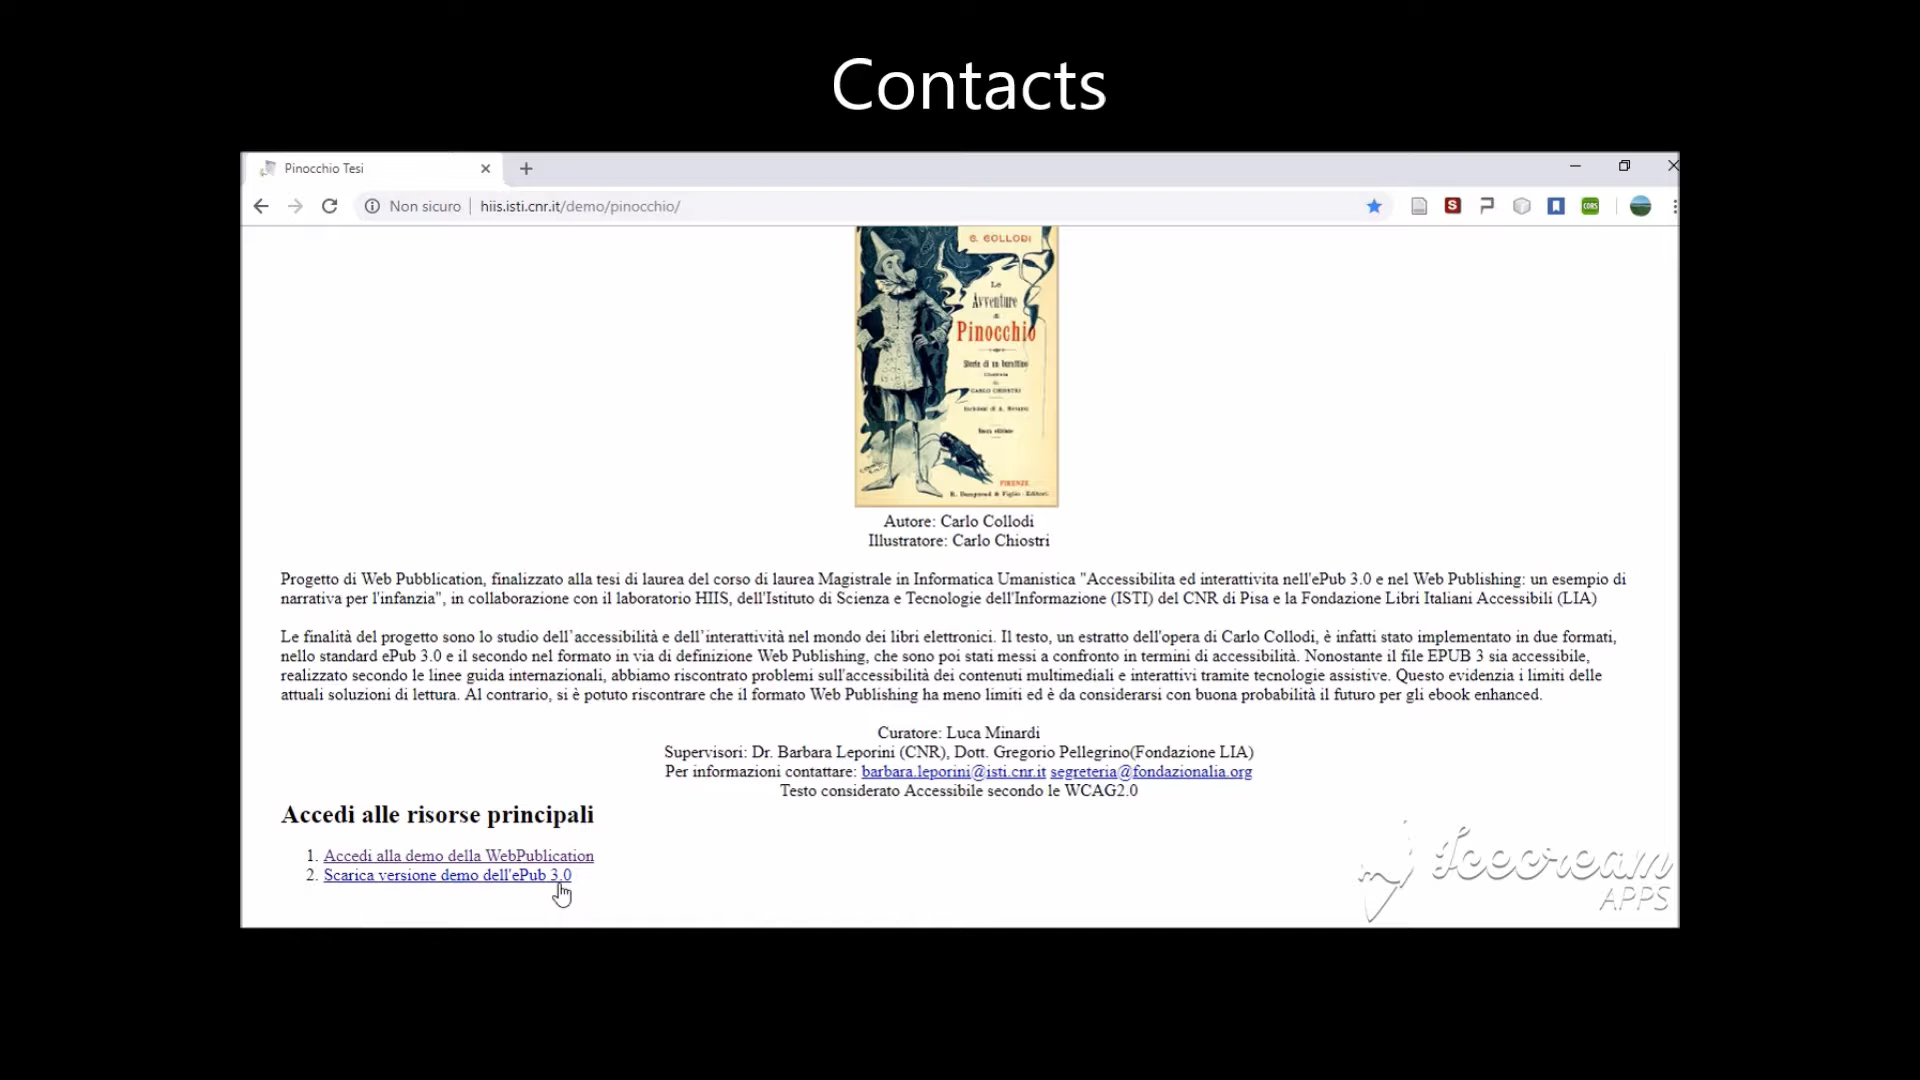 Contacts
Pinocchio Tesi
Non sicuro
hiis.isti.cnr.it/demo/pinocchio/
CORS
C. COLLODI
Le
Avventure
di
Pinocchio
Storia di un burattino
CARLO CHIOSTRI
FIRENZE
R. Bemporad & Figlio - Editori
Autore: Carlo Collodi
Illustratore: Carlo Chiostri
Progetto di Web Pubblication, finalizzato alla tesi di laurea del corso di laurea Magistrale in Informatica Umanistica "Accessibilita ed interattivita nell'ePub 3.0 e nel Web Publishing: un esempio di
narrativa per l'infanzia", in collaborazione con il laboratorio HIIS, dell'Istituto di Scienza e Tecnologie dell'Informazione (ISTI) del CNR di Pisa e la Fondazione Libri Italiani Accessibili (LIA)
Le finalità del progetto sono lo studio dell'accessibilità e dell'interattività nel mondo dei libri elettronici. Il testo, un estratto dell'opera di Carlo Collodi, è infatti stato implementato in due formati,
nello standard ePub 3.0 e il secondo nel formato in via di definizione Web Publishing, che sono poi stati messi a confronto in termini di accessibilità. Nonostante il file EPUB 3 sia accessibile,
realizzato secondo le linee guida internazionali, abbiamo riscontrato problemi sull'accessibilità dei contenuti multimediali e interattivi tramite tecnologie assistive. Questo evidenzia i limiti delle
attuali soluzioni di lettura. Al contrario, si è potuto riscontrare che il formato Web Publishing ha meno limiti ed è da considerarsi con buona probabilità il futuro per gli ebook enhanced.
Curatore: Luca Minardi
Supervisori: Dr. Barbara Leporini (CNR), Dott. Gregorio Pellegrino(Fondazione LIA)
Per informazioni contattare: barbara.leporini@isti.cnr.it segreteria@fondazionalia.org
Testo considerato Accessibile secondo le WCAG2.0
Accedi alle risorse principali
1. Accedi alla demo della WebPublication
2. Scarica versione demo dell'ePub 3.0
Icecream
APPS